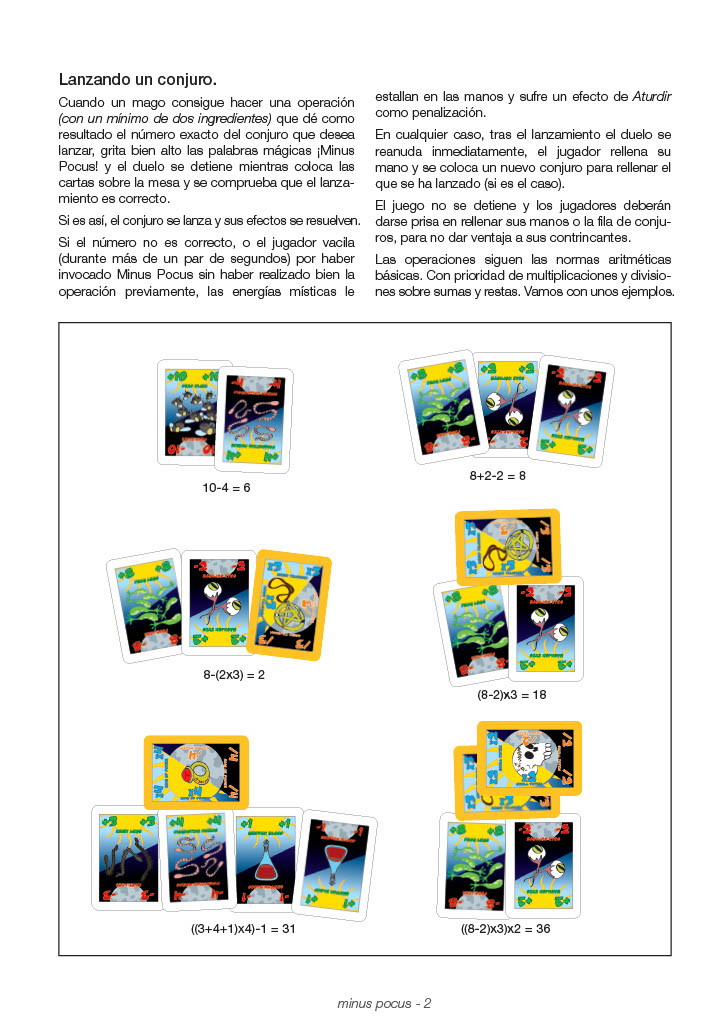 Lanzando un conjuro.
Cuando un mago consigue hacer una operación
(con un mínimo de dos ingredientes) que dé como
resultado el número exacto del conjuro que desea
lanzar, grita bien alto las palabras mágicas ¡Minus
Pocus! y el duelo se detiene mientras coloca las
cartas sobre la mesa y se comprueba que el lanza-
miento es correcto.
Si es así, el conjuro se lanza y sus efectos se resuelven.
Si el número no es correcto, o el jugador vacila
(durante más de un par de segundos) por haber
invocado Minus Pocus sin haber realizado bien la
operación previamente, las energías místicas le
estallan en las manos y sufre un efecto de Aturdir
como penalización.
En cualquier caso, tras el lanzamiento el duelo se
reanuda inmediatamente, el jugador rellena su
mano y se coloca un nuevo conjuro para rellenar el
que se ha lanzado (si es el caso).
El juego no se detiene y los jugadores deberán
darse prisa en rellenar sus manos o la fila de conju-
ros, para no dar ventaja a sus contrincantes.
Las operaciones siguen las normas aritméticas
básicas. Con prioridad de multiplicaciones y divisio-
nes sobre sumas y restas. Vamos con unos ejemplos.
10-4 = 6
8+2-2 = 8
8-(2x3) = 2
(8-2)x3 = 18
((3+4+1)x4)-1 = 31
((8-2)x3)x2 = 36
minus pocus - 2